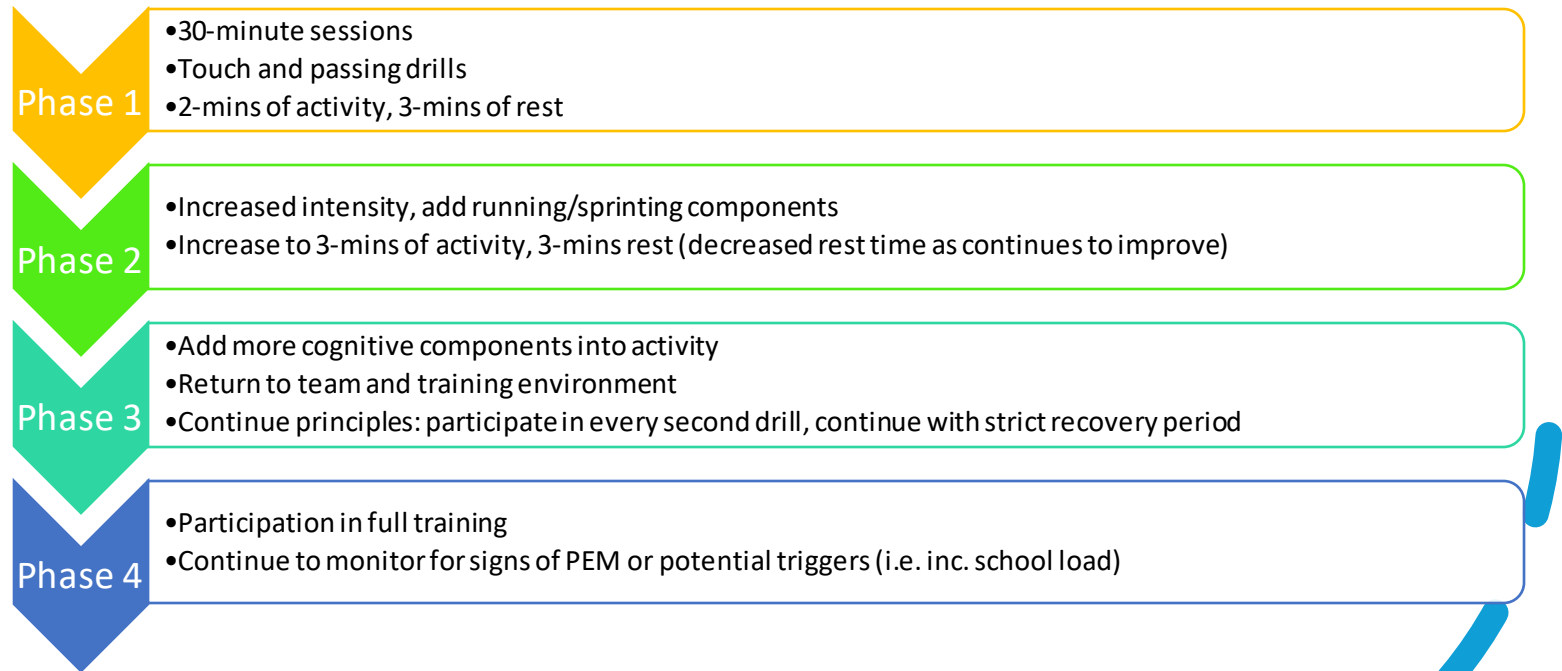 Phase 1
•30-minute sessions
•Touch and passing drills
•2-mins of activity, 3-mins of rest
Phase 2
•Increased intensity, add running/sprinting components
•Increase to 3-mins of activity, 3-mins rest (decreased rest time as continues to improve)
Phase 3
•Add more cognitive components into activity
•Return to team and training environment
•Continue principles: participate in every second drill, continue with strict recovery period
Phase 4
•Participation in full training
•Continue to monitor for signs of PEM or potential triggers (i.e. inc. school load)